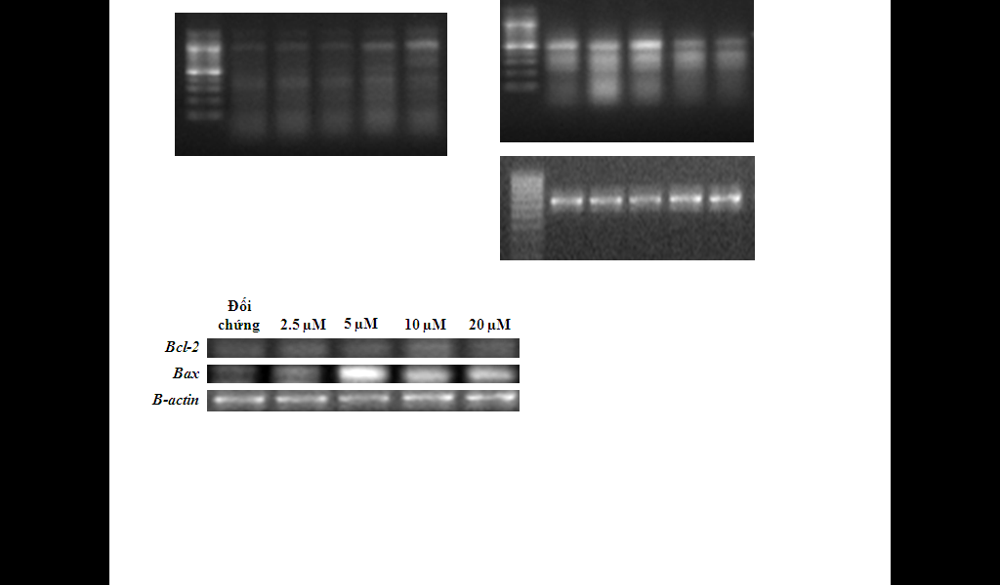 Đối
chứng 2.5 µM 5 µM 10 µM 20 µM
Bcl-2
Bax
B-actin